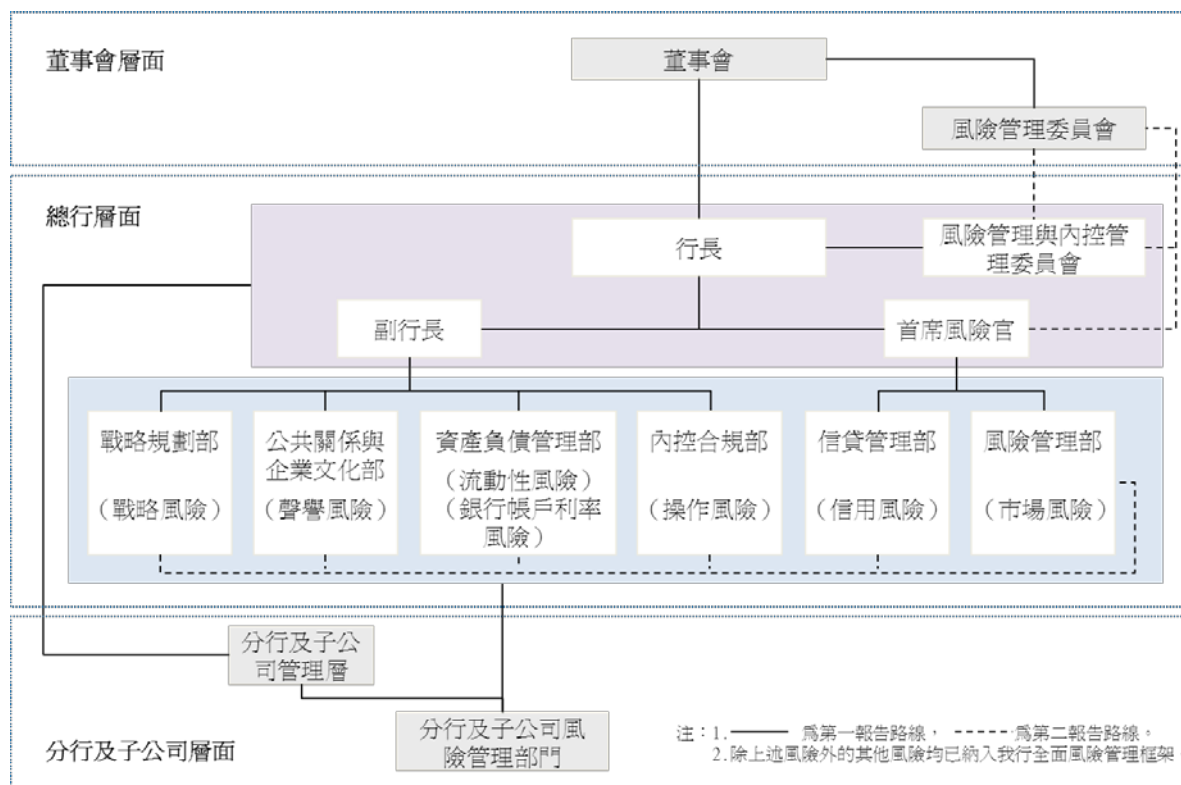 董事會層面
董事會
風險管理委員會
總行層面
行長
風險管理與內控管
理委員會
副行長
首席風險官
戰略規劃部
（戰略風險）
公共關係與
企業文化部
（聲譽風險）
資產負債管理部
（流動性風險）
（銀行帳戶利率
風險）
內控合規部
（操作風險）
信貸管理部
（信用風險）
風險管理部
（市場風險）
分行及子公
司管理層
分行及子公司層面
分行及子公司風
險管理部門
注：1. 爲第一報告路線， 爲第二報告路線。
2.除上述風險外的其他風險均已納入我行全面風險管理框架